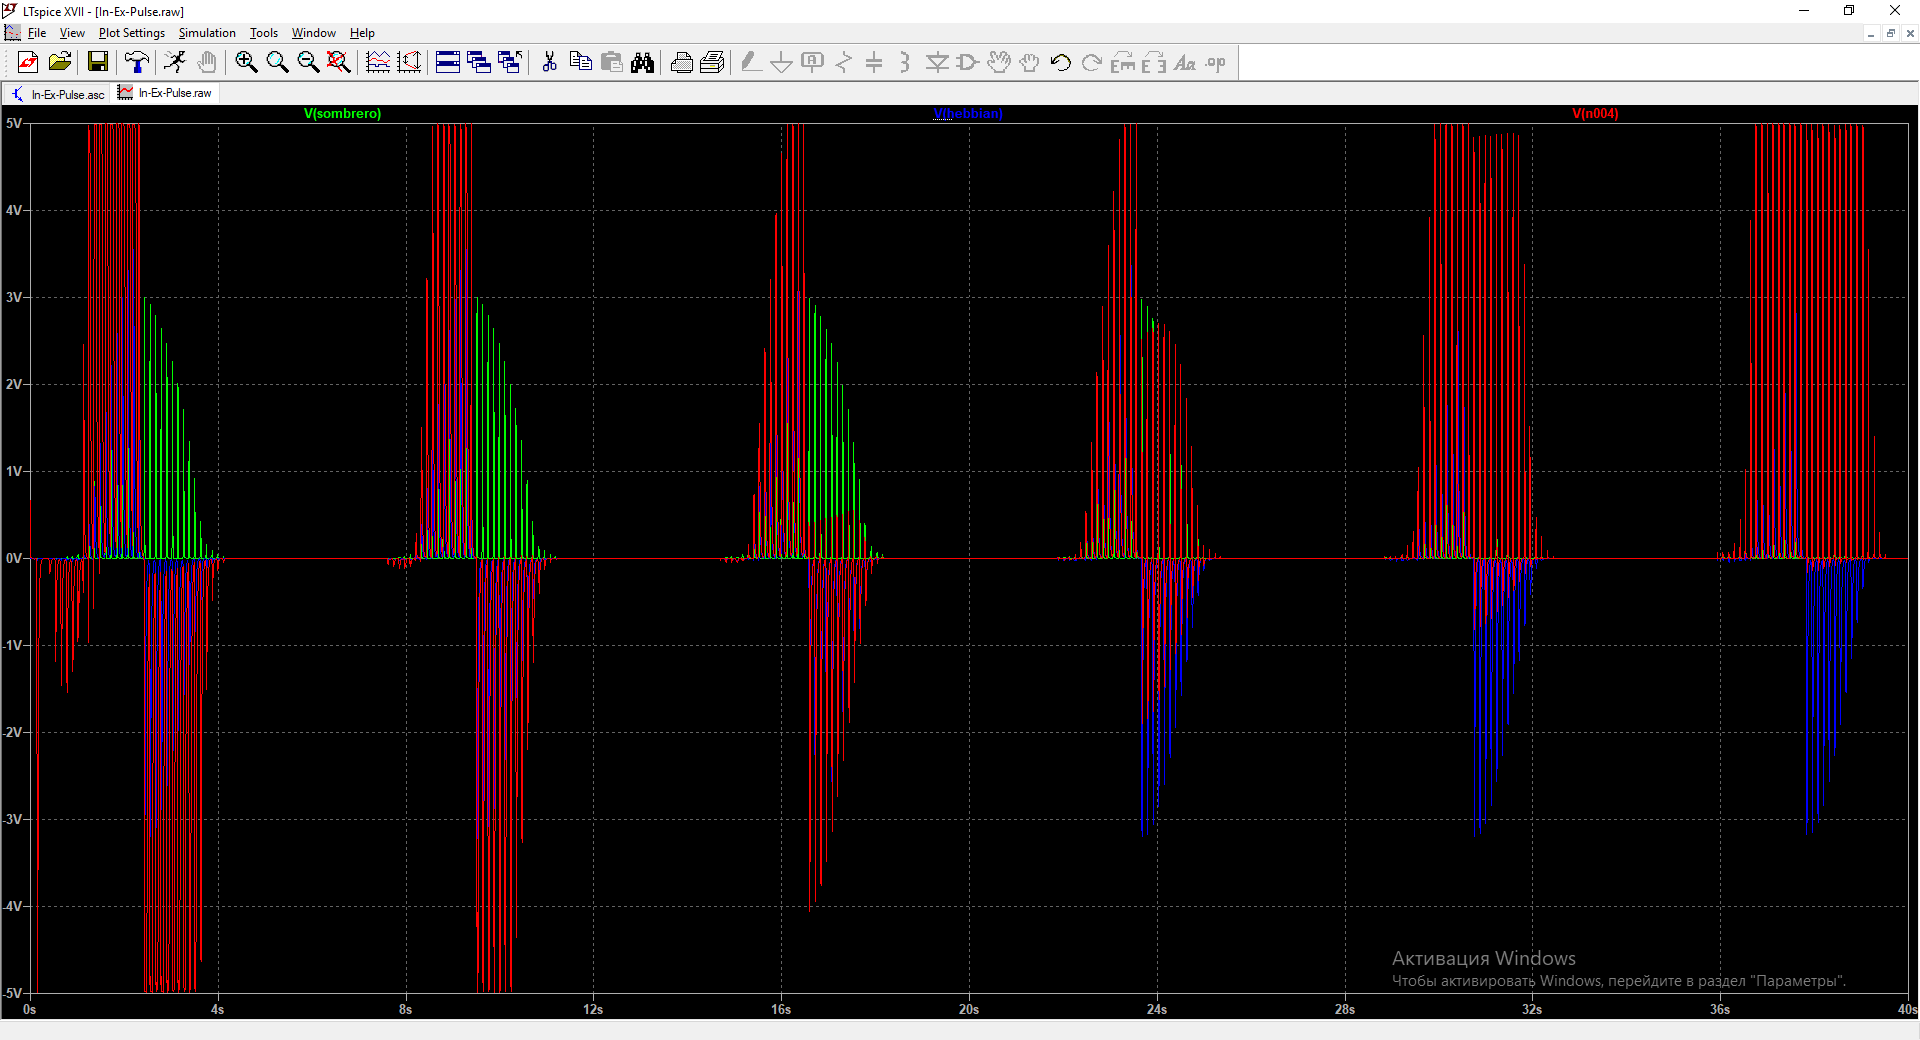 LTspice XVII - [In-Ex-Pulse.raw]
File View Plot Settings Simulation Tools Window Help
In-Ex-Pulse.asc In-Ex-Pulse.raw
V(sombrero) V(hebbian) V(n004)
5V
4V
3V
2V
1V
0V
-1V
-2V
-3V
-4V
-5V
0s 4s 8s 12s 16s 20s 24s 28s 32s 36s 40s
Активация Windows
Чтобы активировать Windows, перейдите в раздел "Параметры".